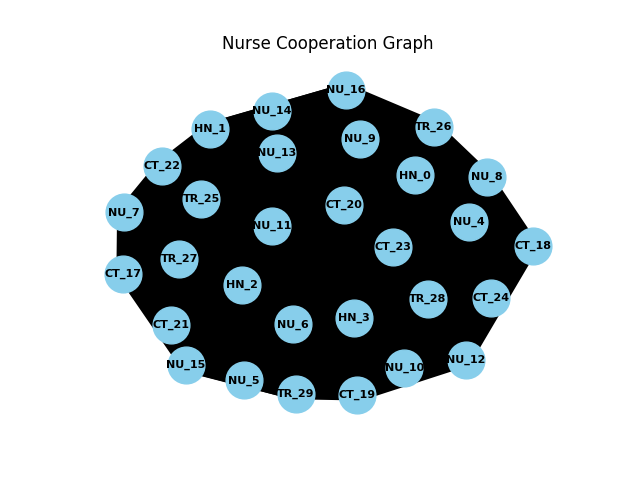 Nurse Cooperation Graph
NU_16
NU_14
TR_26
HN_1
NU_9
NU_13
CT_22
HN_0
NU_8
TR_25
CT_20
NU_7
NU_4
NU_11
CT_23
CT_18
TR_27
CT_17
HN_2
CT_24
TR_28
HN_3
NU_6
CT_21
NU_12
NU_15
NU_10
NU_5
TR_29
CT_19